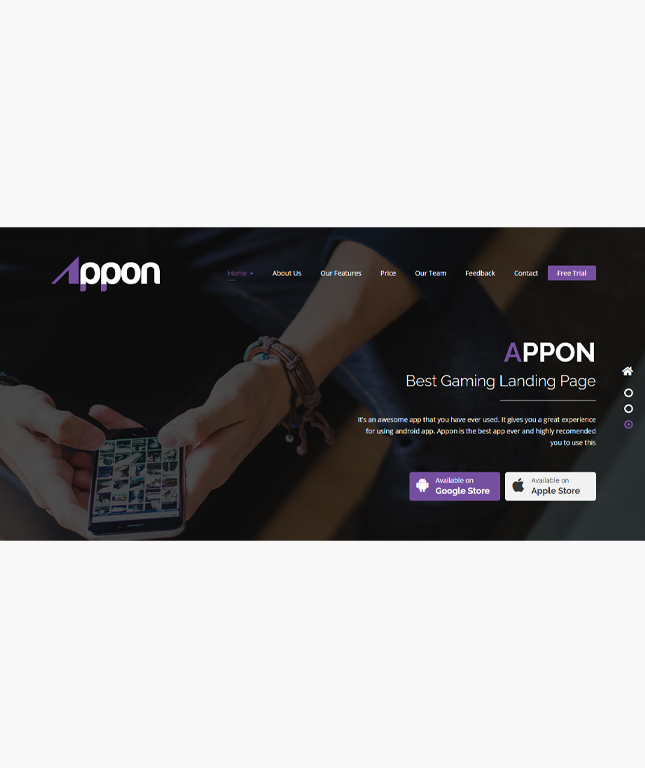 Appon
Home About Us Our Features Price Our Team Feedback Contact Free Trial
APPON
Best Gaming Landing Page
It's an awesome app that you have ever used. It gives you a great experience
for using android app. Appon is the best app ever and highly recomended
you to use this
Available on
Google Store
Available on
Apple Store